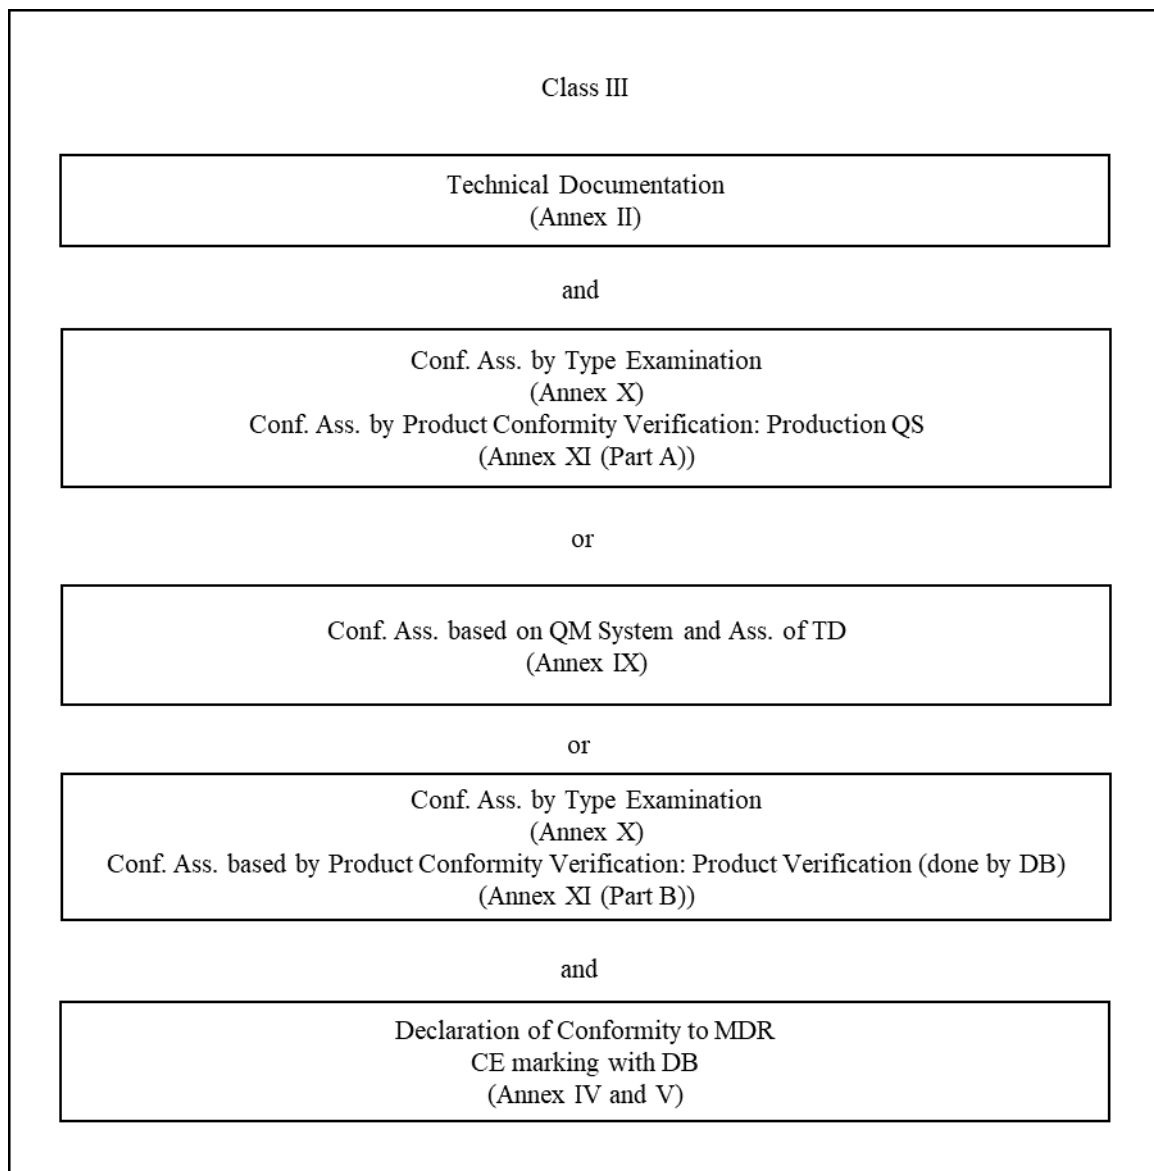 Class III
Technical Documentation
(Annex II)
and
Conf. Ass. by Type Examination
(Annex X)
Conf. Ass. by Product Conformity Verification: Production QS
(Annex XI (Part A))
or
Conf. Ass. based on QM System and Ass. of TD
(Annex IX)
or
Conf. Ass. by Type Examination
(Annex X)
Conf. Ass. based by Product Conformity Verification: Product Verification (done by DB)
(Annex XI (Part B))
and
Declaration of Conformity to MDR
CE marking with DB
(Annex IV and V)